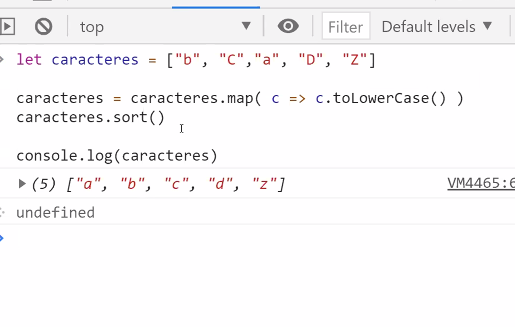 top Filter Default levels
let caracteres = ["b", "C","a", "D", "Z"]
caracteres = caracteres.map( c => c.toLowerCase() )
caracteres.sort()
console.log(caracteres)
(5) ["a", "b", "c", "d", "z"] VM4465:6
undefined